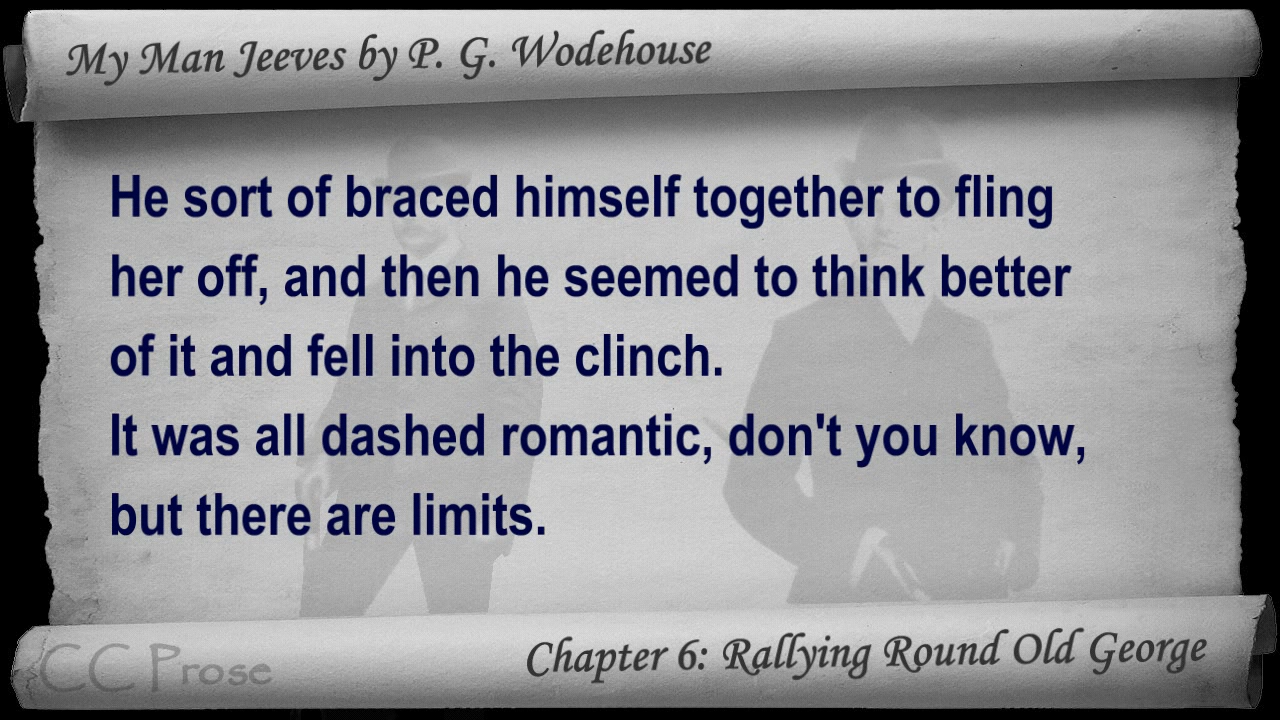 My Man Jeeves by P. G. Wodehouse
He sort of braced himself together to fling
her off, and then he seemed to think better
of it and fell into the clinch.
It was all dashed romantic, don't you know,
but there are limits.
CC Prose
Chapter 6: Rallying Round Old George